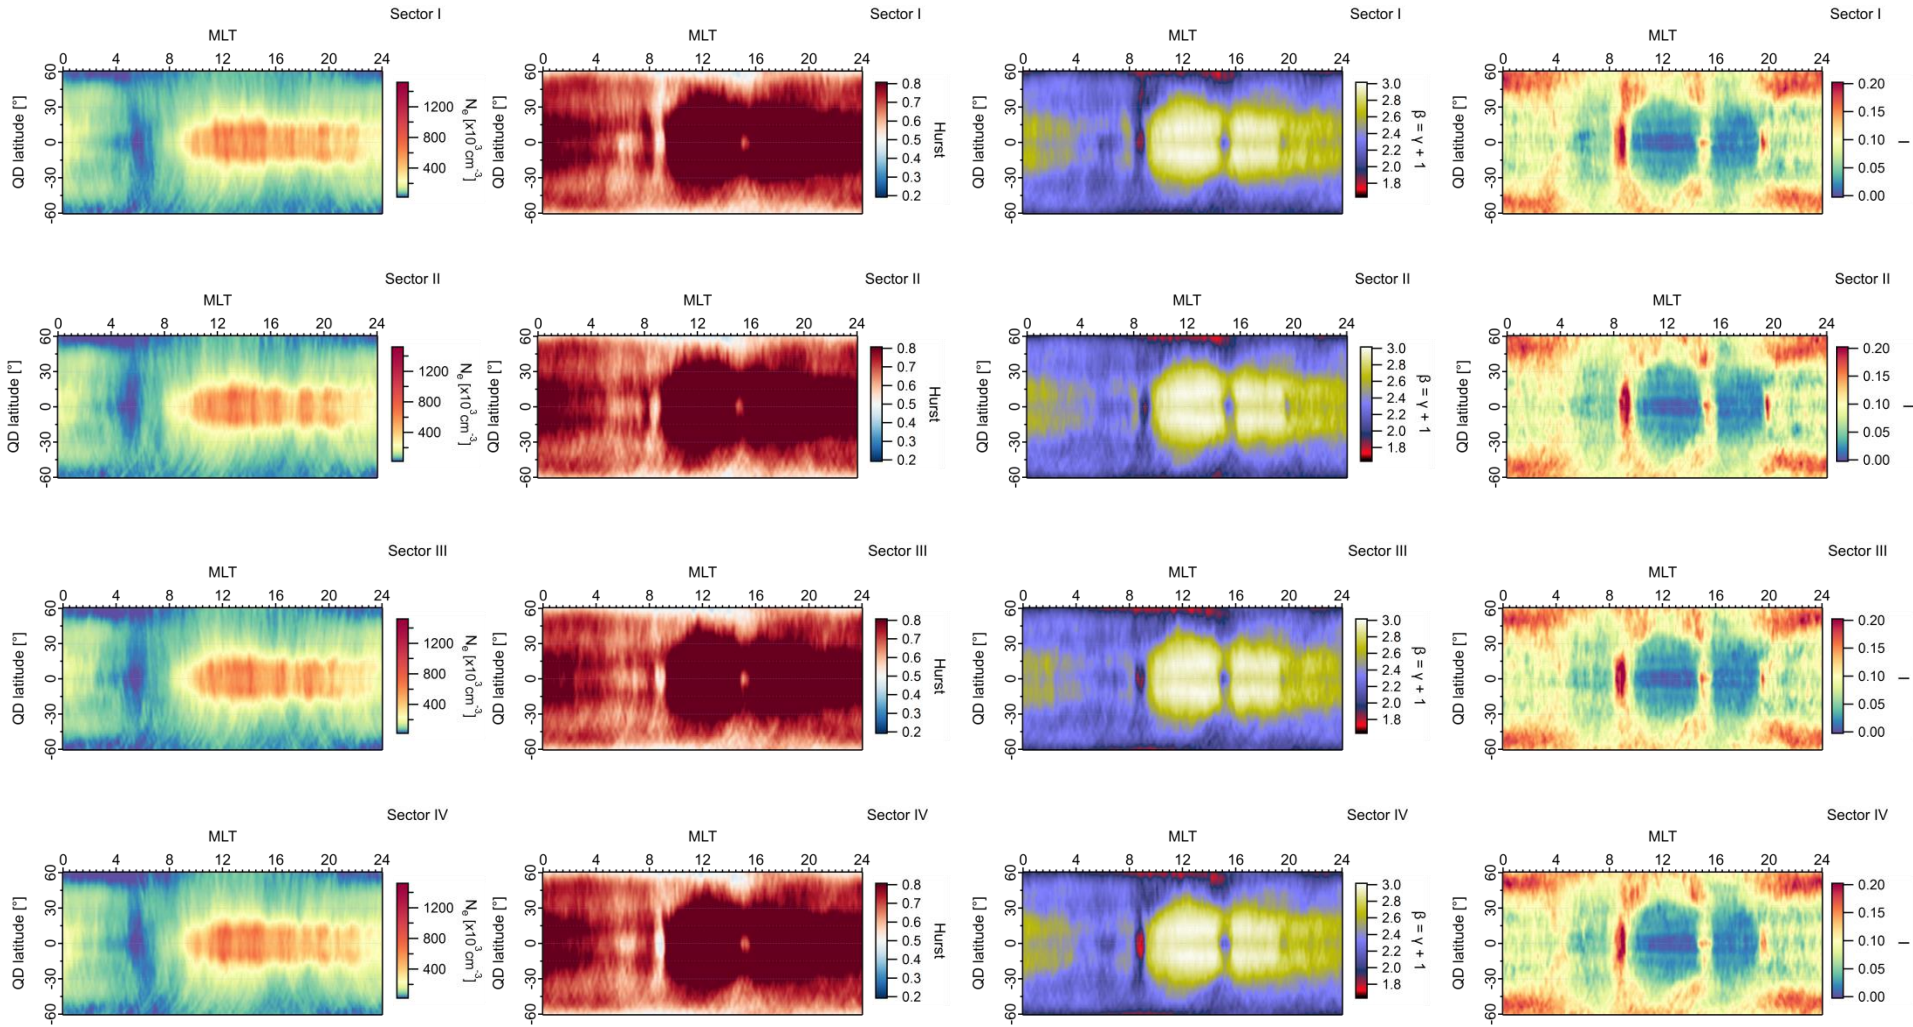 Sector I Sector I Sector I Sector I
MLT MLT MLT MLT
0 4 8 12 16 20 24 0 4 8 12 16 20 24 0 4 8 12 16 20 24 0 4 8 12 16 20 24
QD latitude [°] 60 30 0 -30 -60 1200 800 400 Nₑ [x10³cm⁻³]
QD latitude [°] 60 30 0 -30 -60 0.8 0.7 0.6 0.5 0.4 0.3 0.2 Hurst
QD latitude [°] 60 30 0 -30 -60 3.0 2.8 2.6 2.4 2.2 2.0 1.8 β = γ + 1
QD latitude [°] 60 30 0 -30 -60 0.20 0.15 0.10 0.05 0.00 I
Sector II Sector II Sector II Sector II
MLT MLT MLT MLT
0 4 8 12 16 20 24 0 4 8 12 16 20 24 0 4 8 12 16 20 24 0 4 8 12 16 20 24
QD latitude [°] 60 30 0 -30 -60 1200 800 400 Nₑ [x10³cm⁻³]
QD latitude [°] 60 30 0 -30 -60 0.8 0.7 0.6 0.5 0.4 0.3 0.2 Hurst
QD latitude [°] 60 30 0 -30 -60 3.0 2.8 2.6 2.4 2.2 2.0 1.8 β = γ + 1
QD latitude [°] 60 30 0 -30 -60 0.20 0.15 0.10 0.05 0.00 I
Sector III Sector III Sector III Sector III
MLT MLT MLT MLT
0 4 8 12 16 20 24 0 4 8 12 16 20 24 0 4 8 12 16 20 24 0 4 8 12 16 20 24
QD latitude [°] 60 30 0 -30 -60 1200 800 400 Nₑ [x10³cm⁻³]
QD latitude [°] 60 30 0 -30 -60 0.8 0.7 0.6 0.5 0.4 0.3 0.2 Hurst
QD latitude [°] 60 30 0 -30 -60 3.0 2.8 2.6 2.4 2.2 2.0 1.8 β = γ + 1
QD latitude [°] 60 30 0 -30 -60 0.20 0.15 0.10 0.05 0.00 I
Sector IV Sector IV Sector IV Sector IV
MLT MLT MLT MLT
0 4 8 12 16 20 24 0 4 8 12 16 20 24 0 4 8 12 16 20 24 0 4 8 12 16 20 24
QD latitude [°] 60 30 0 -30 -60 1200 800 400 Nₑ [x10³cm⁻³]
QD latitude [°] 60 30 0 -30 -60 0.8 0.7 0.6 0.5 0.4 0.3 0.2 Hurst
QD latitude [°] 60 30 0 -30 -60 3.0 2.8 2.6 2.4 2.2 2.0 1.8 β = γ + 1
QD latitude [°] 60 30 0 -30 -60 0.20 0.15 0.10 0.05 0.00 I